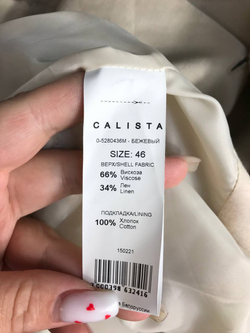 CALISTA
0-5280436M - БЕЖЕВЫЙ
SIZE: 46
ВЕРХ/SHELL FABRIC
66% Вискоза
Viscose
34% Лен
Linen
ПОДКЛАДКА/LINING
100% Хлопок
Cotton
150221